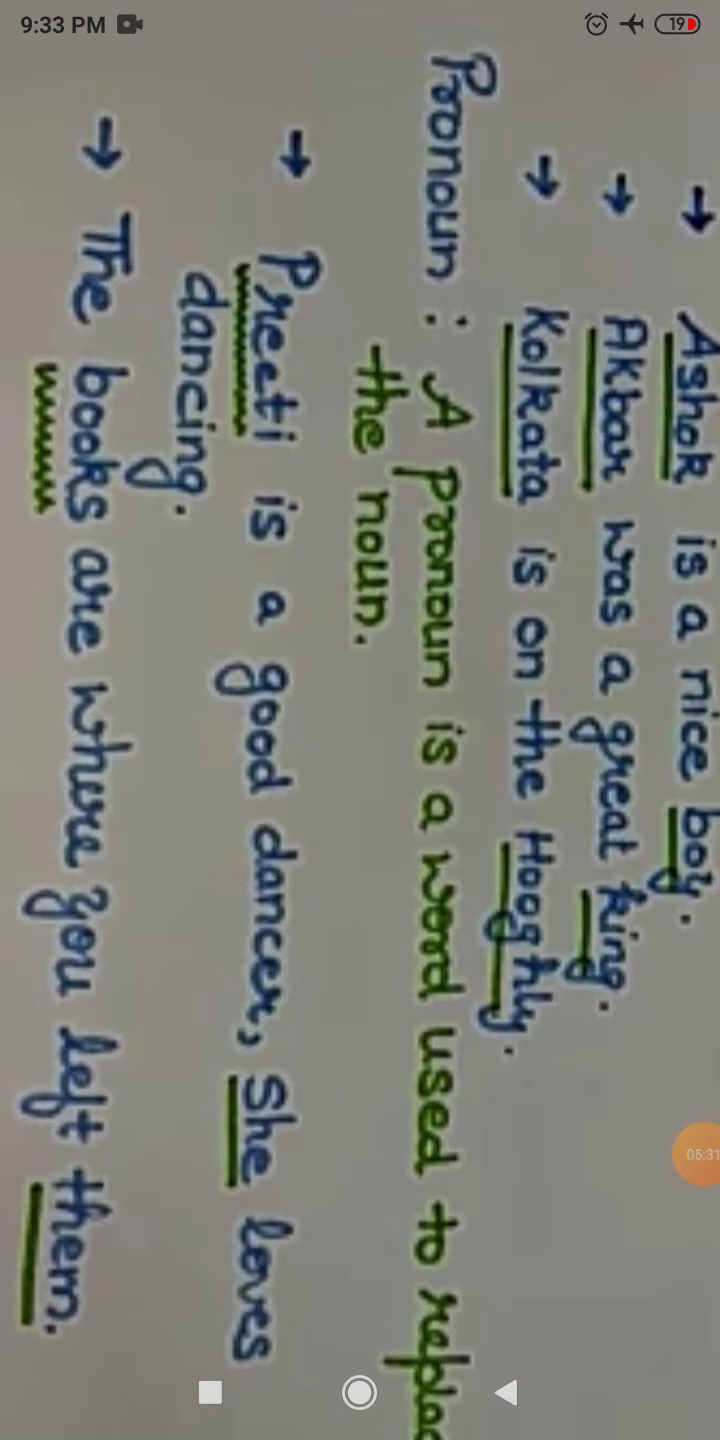 9:33 PM
19
→ Ashok is a nice boy.
→ Akbar was a great king.
→ Kolkata is on the Hooghly.
Pronoun : A pronoun is a word used to replac
the noun.
→ Preeti is a good dancer, She loves
dancing.
→ The books are where you left them.
05:31